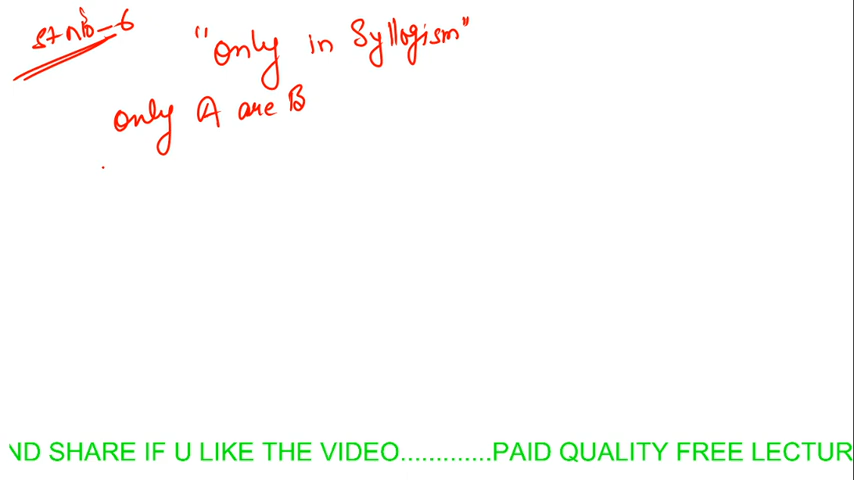 "Only in Syllogism"
Only A are B
ND SHARE IF U LIKE THE VIDEO.............PAID QUALITY FREE LECTUR